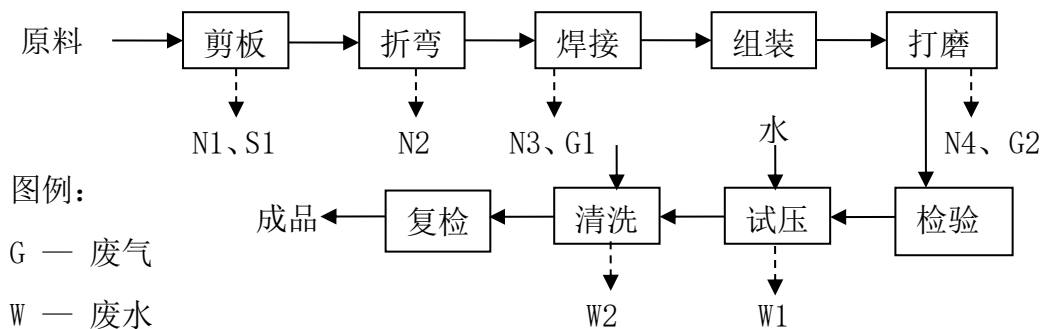 原料 剪板 折弯 焊接 组装 打磨
N1、S1 N2 N3、G1 水 N4、G2
图例：
成品 复检 清洗 试压 检验
G — 废气
W — 废水 W2 W1